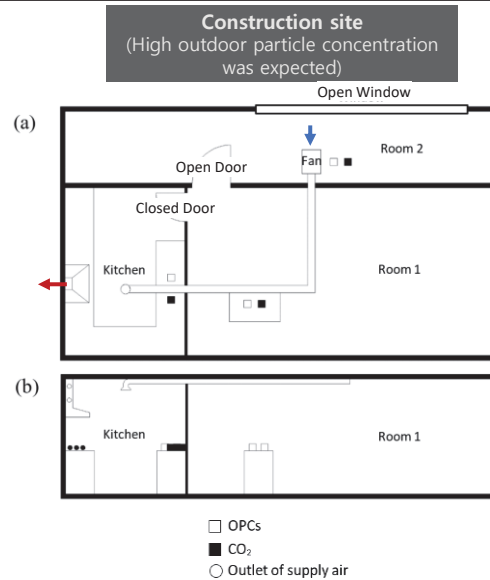 Construction site
(High outdoor particle concentration
was expected)
Open Window
(a)
Room 2
Fan
Open Door
Closed Door
Kitchen
Room 1
(b)
Kitchen
Room 1
OPCs
CO₂
Outlet of supply air